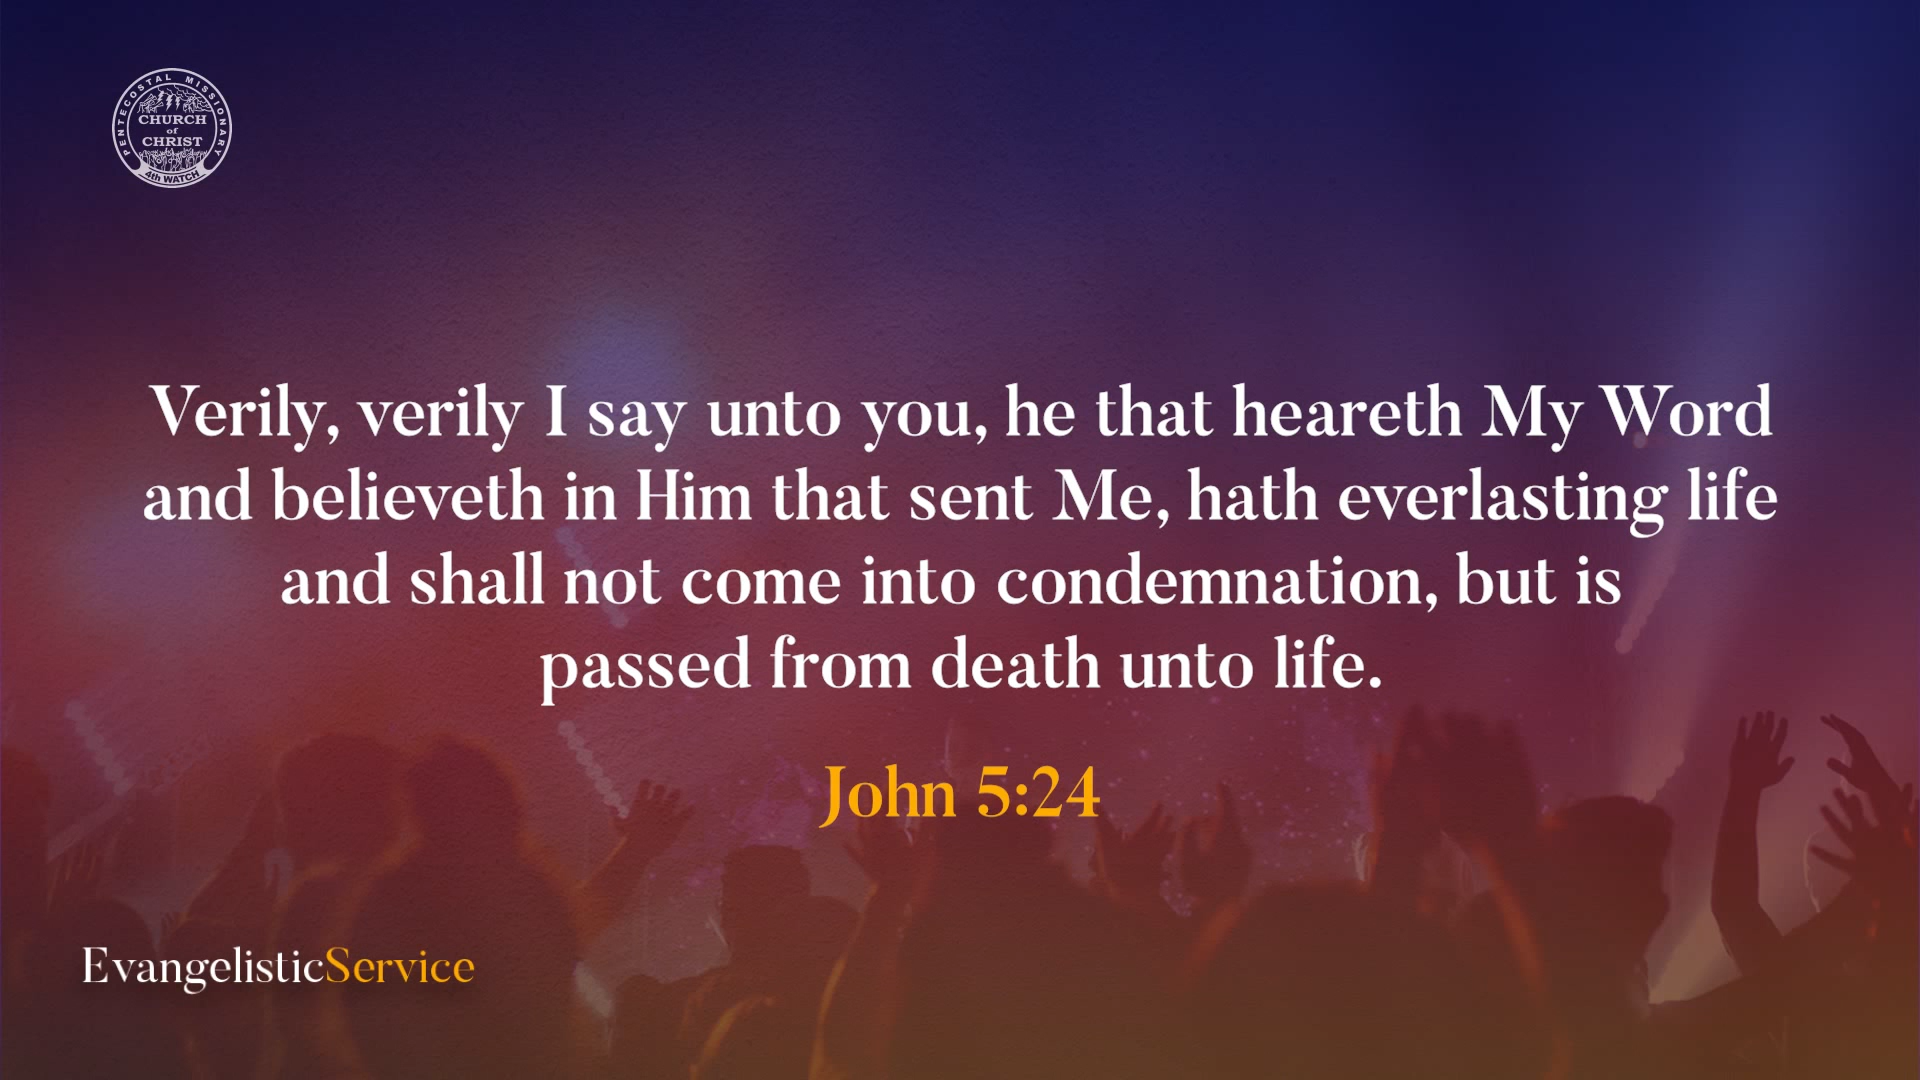 PENTECOSTAL MISSIONARY
CHURCH
of
CHRIST
4th WATCH
Verily, verily I say unto you, he that heareth My Word
and believeth in Him that sent Me, hath everlasting life
and shall not come into condemnation, but is
passed from death unto life.
John 5:24
EvangelisticService